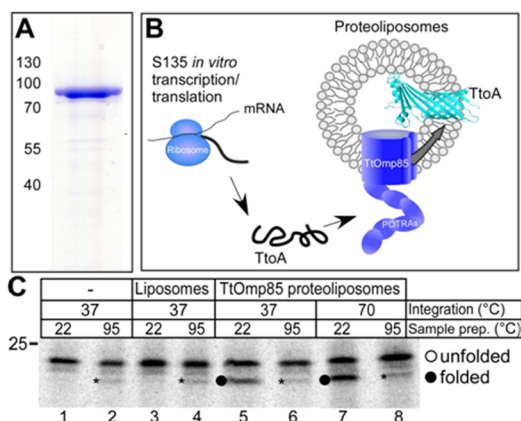 A
130
100
70
55
40
B
S135 in vitro
transcription/
translation
mRNA
Ribosome
TtoA
Proteoliposomes
TtoA
TtOmp85
POTRAs
C
- Liposomes TtOmp85 proteoliposomes
37 37 37 70 Integration (°C)
22 95 22 95 22 95 22 95 Sample prep. (°C)
25
unfolded
folded
* * * *
1 2 3 4 5 6 7 8